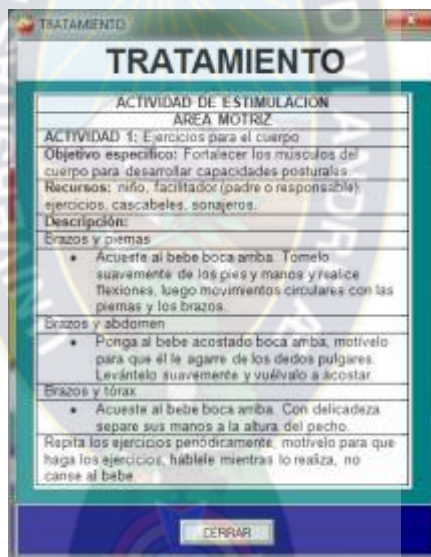 TRATAMIENTO
TRATAMIENTO
ACTIVIDAD DE ESTIMULACION
AREA MOTRIZ
ACTIVIDAD 1: Ejercicios para el cuerpo
Objetivo especifico: Fortalecer los músculos del
cuerpo para desarrollar capacidades posturales.
Recursos: niño, facilitador (padre o responsable),
ejercicios, cascabeles, sonajeros.
Descripción:
Brazos y piernas
• Acueste al bebe boca arriba. Tómelo
suavemente de los pies y manos y realice
flexiones, luego movimientos circulares con las
piernas y los brazos.
Brazos y abdomen
• Ponga al bebe acostado boca arriba, motívelo
para que él le agarre de los dedos pulgares.
Levántelo suavemente y vuélvalo a acostar.
Brazos y tórax
• Acueste al bebe boca arriba. Con delicadeza
separe sus manos a la altura del pecho.
Repita los ejercicios periódicamente, motívelo para que
haga los ejercicios, háblele mientras lo realiza, no
canse al bebe.
CERRAR